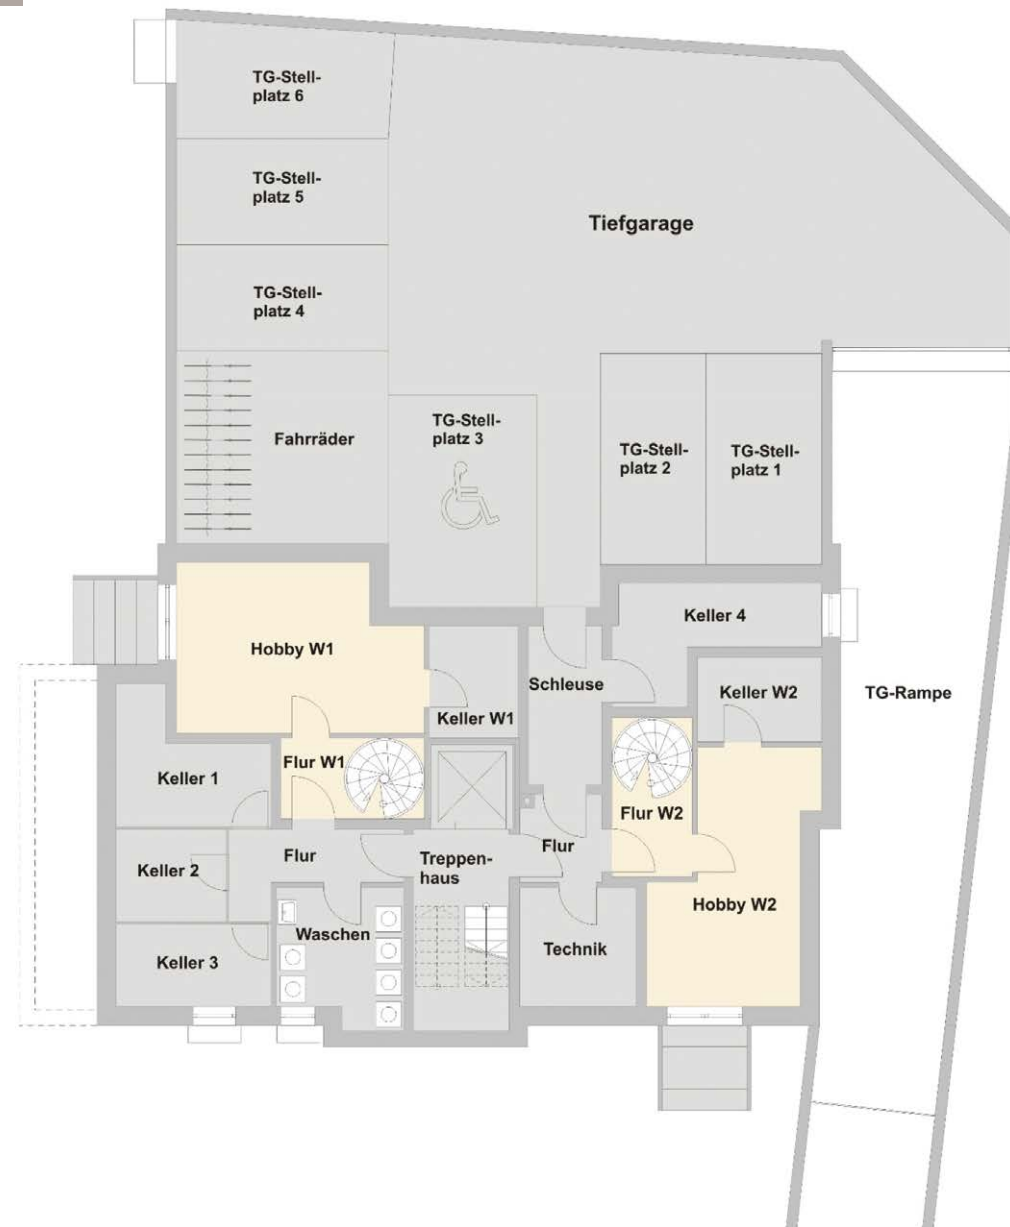 TG-Stell-
platz 6
TG-Stell-
platz 5
Tiefgarage
TG-Stell-
platz 4
Fahrräder
TG-Stell-
platz 3
TG-Stell-
platz 2
TG-Stell-
platz 1
Keller 4
Hobby W1
Schleuse
Keller W2
TG-Rampe
Keller W1
Flur W1
Keller 1
Flur W2
Flur
Flur
Treppen-
haus
Keller 2
Hobby W2
Waschen
Technik
Keller 3